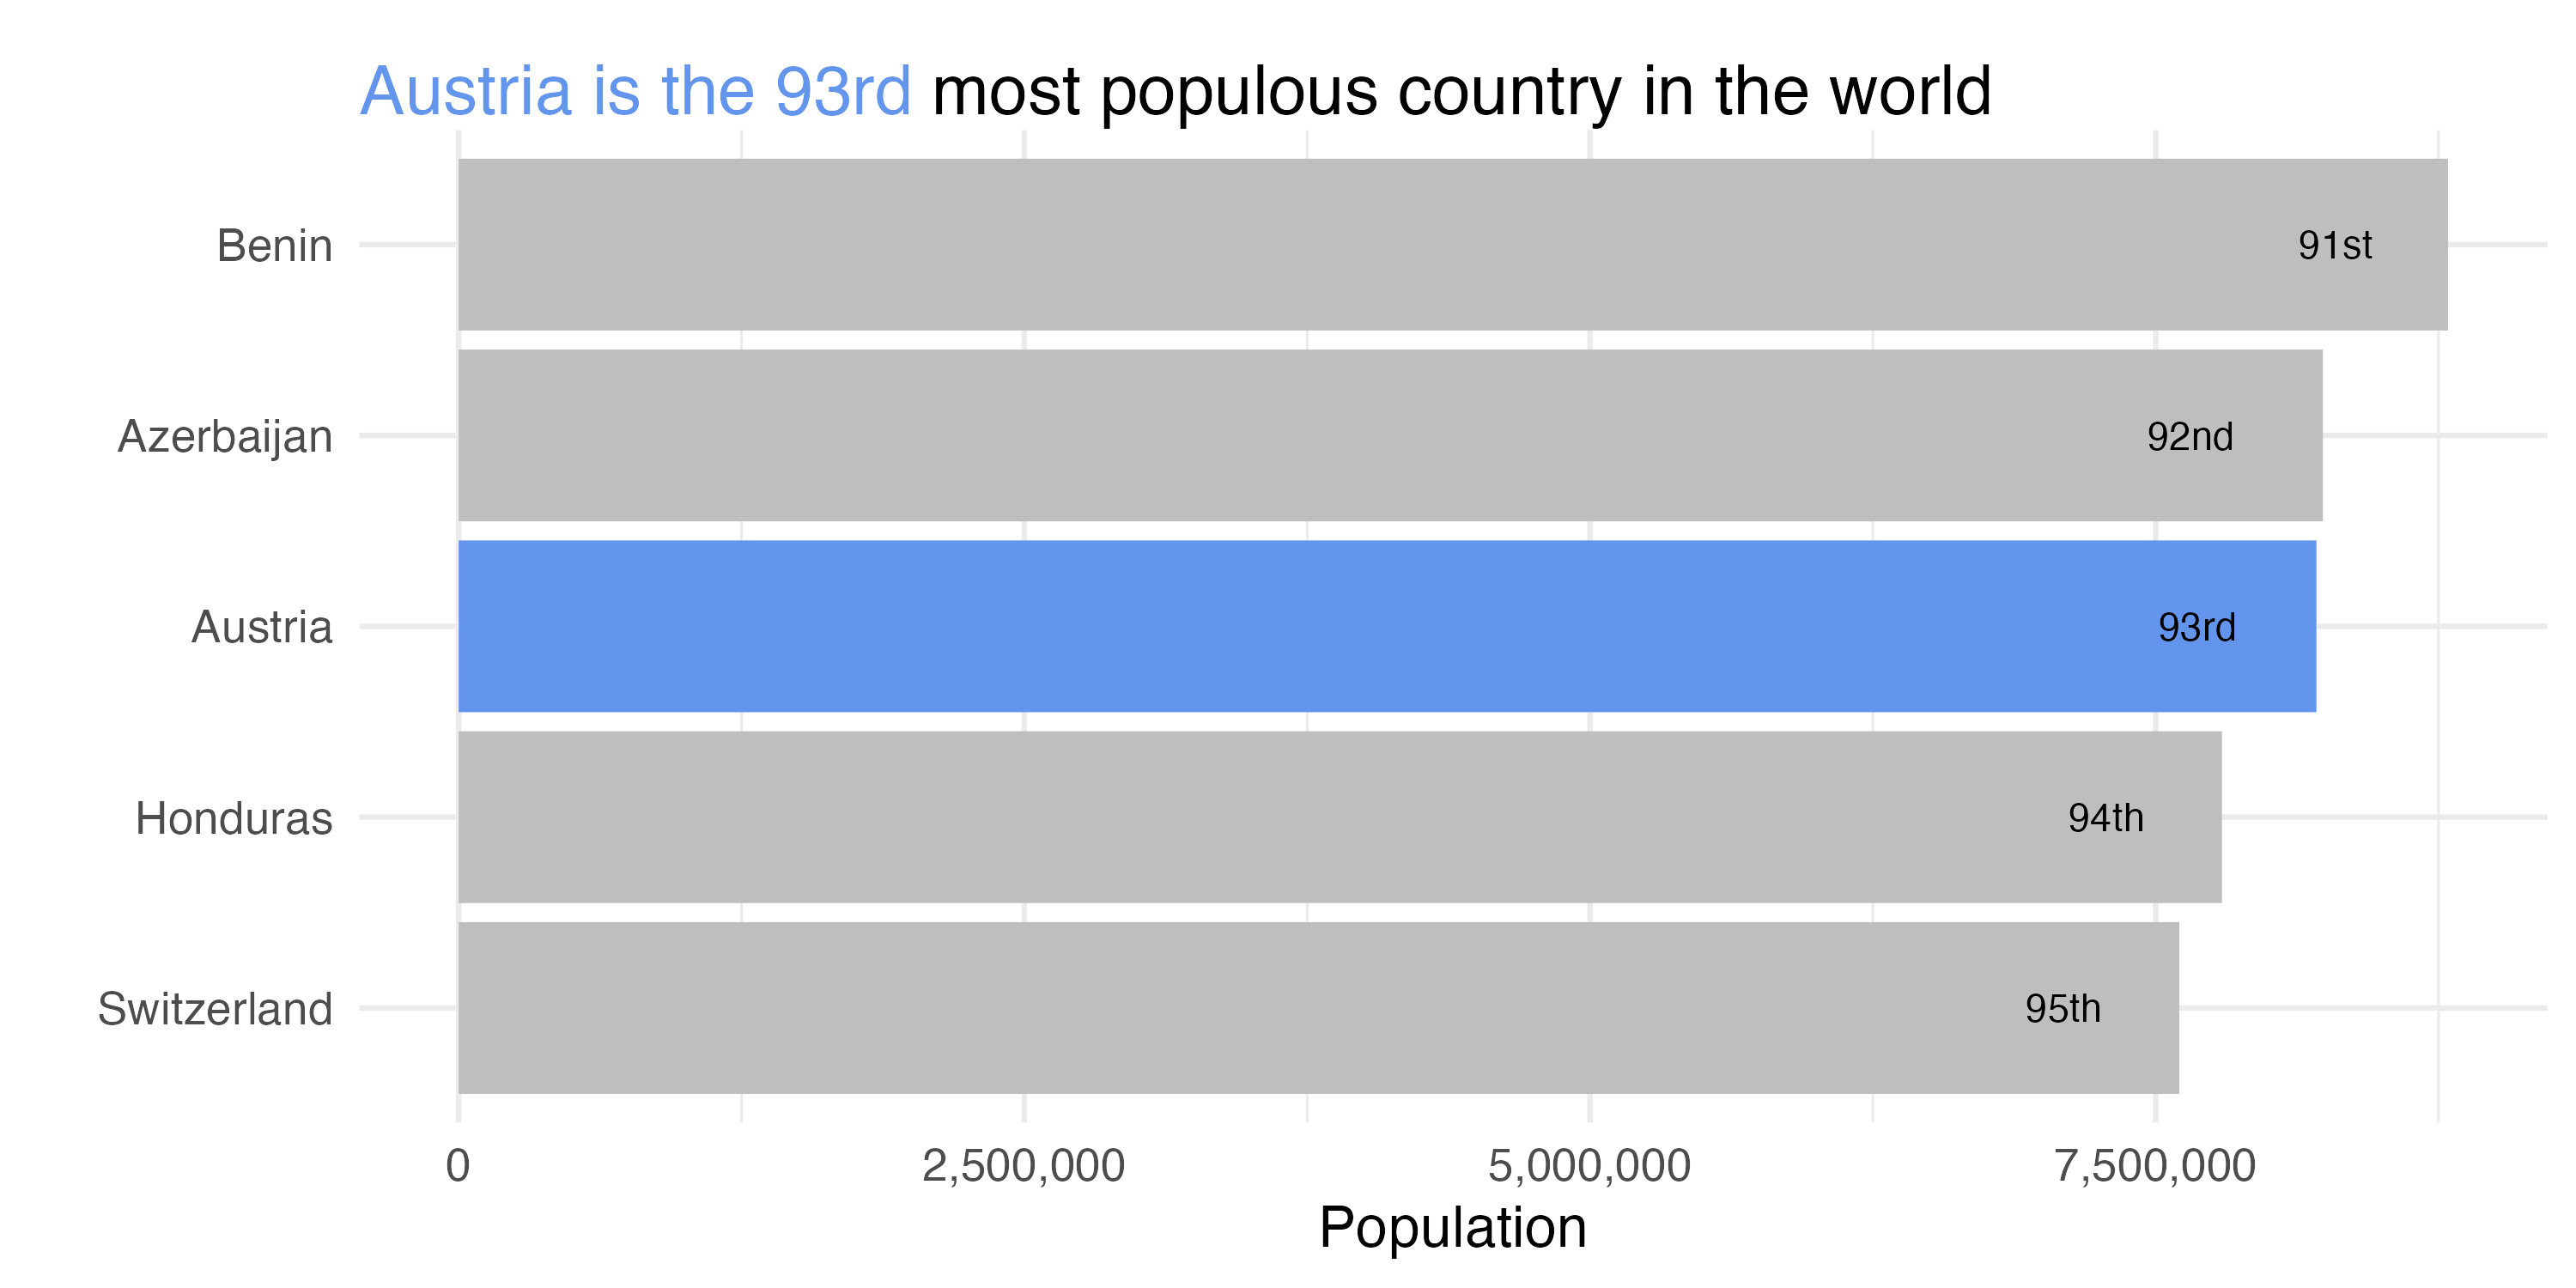 Austria is the 93rd most populous country in the world
Benin 91st
Azerbaijan 92nd
Austria 93rd
Honduras 94th
Switzerland 95th
0 2,500,000 5,000,000 7,500,000
Population